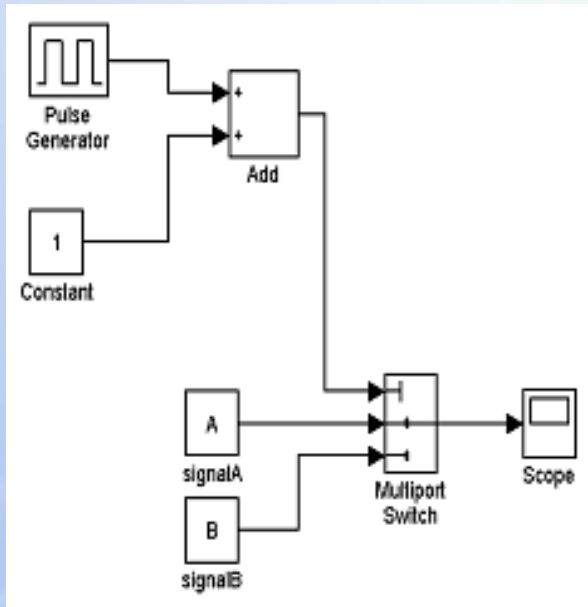 Pulse
Generator
+
+
Add
1
Constant
A
signalA
Multiport
Switch
Scope
B
signalB